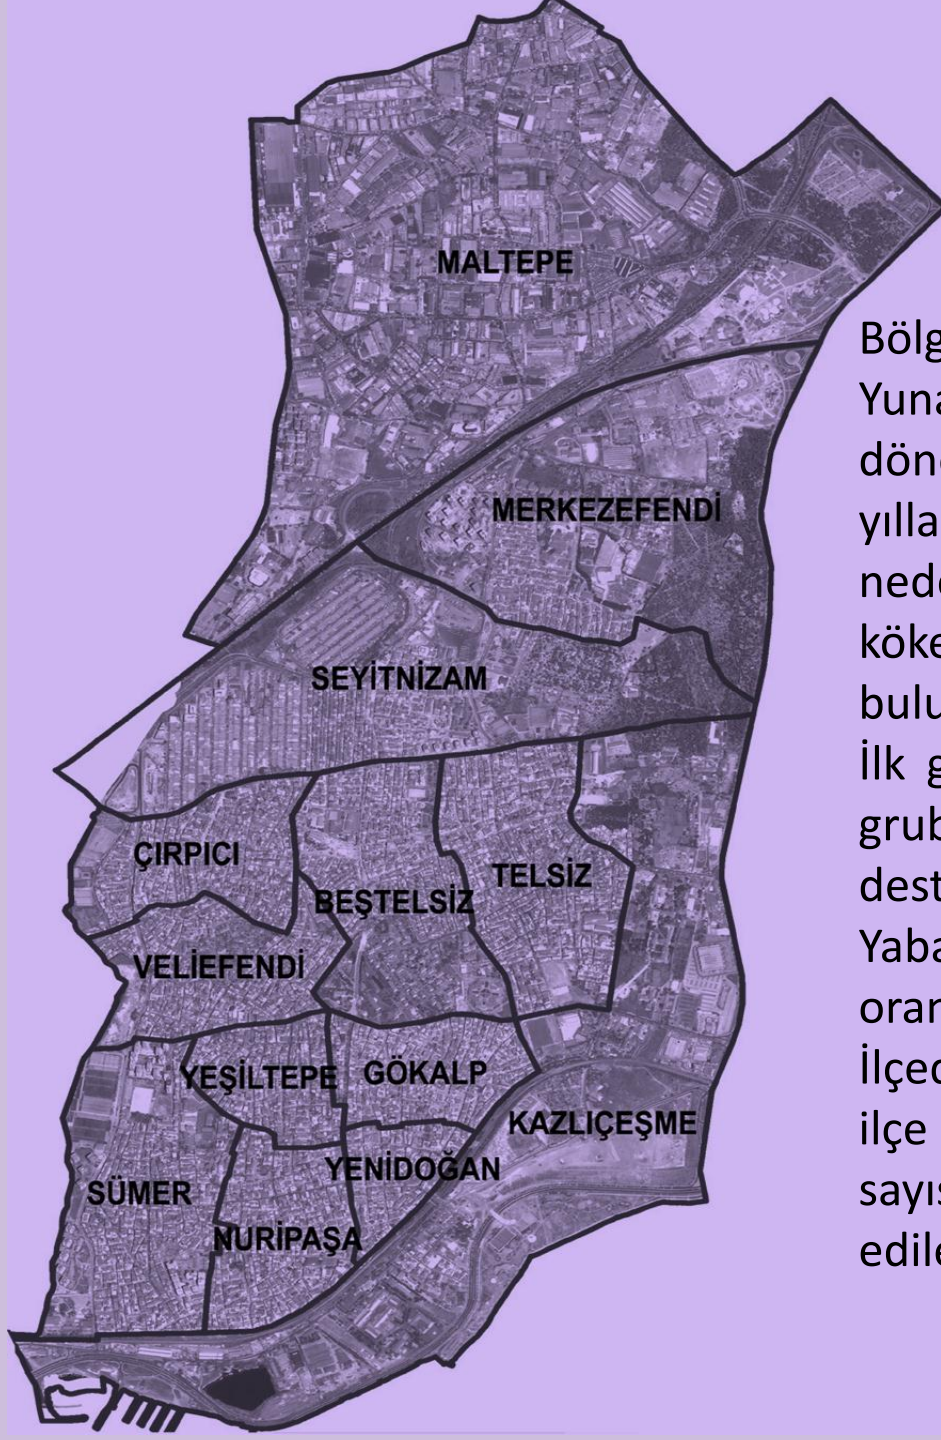 MALTEPE
MERKEZEFENDİ
SEYİTNİZAM
ÇIRPICI
BEŞTELSİZ
TELSİZ
VELİEFENDİ
YEŞİLTEPE
GÖKALP
KAZLIÇEŞME
YENİDOĞAN
SÜMER
NURİPAŞA
Bölg
Yuna
döne
yılla
nede
köke
bulu
İlk g
grub
dest
Yaba
oran
İlçed
ilçe
sayıs
edile